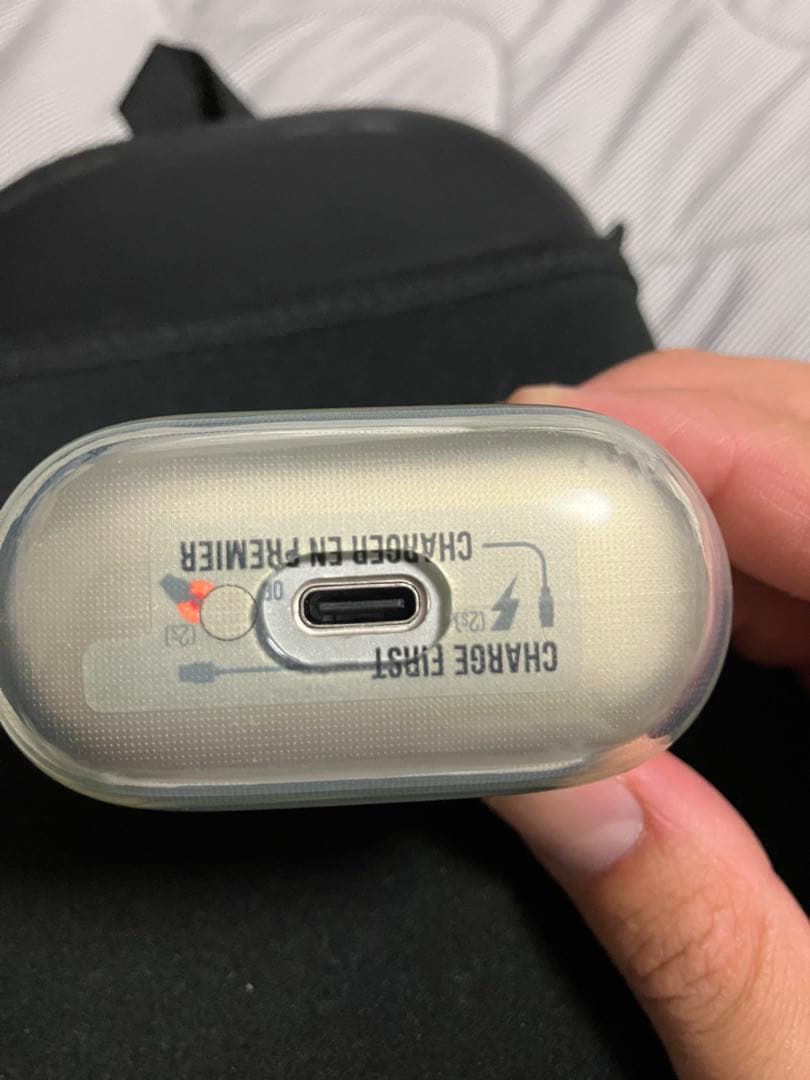 CHARGE FIRST
(2s) OR (2s)
CHARGER EN PREMIER